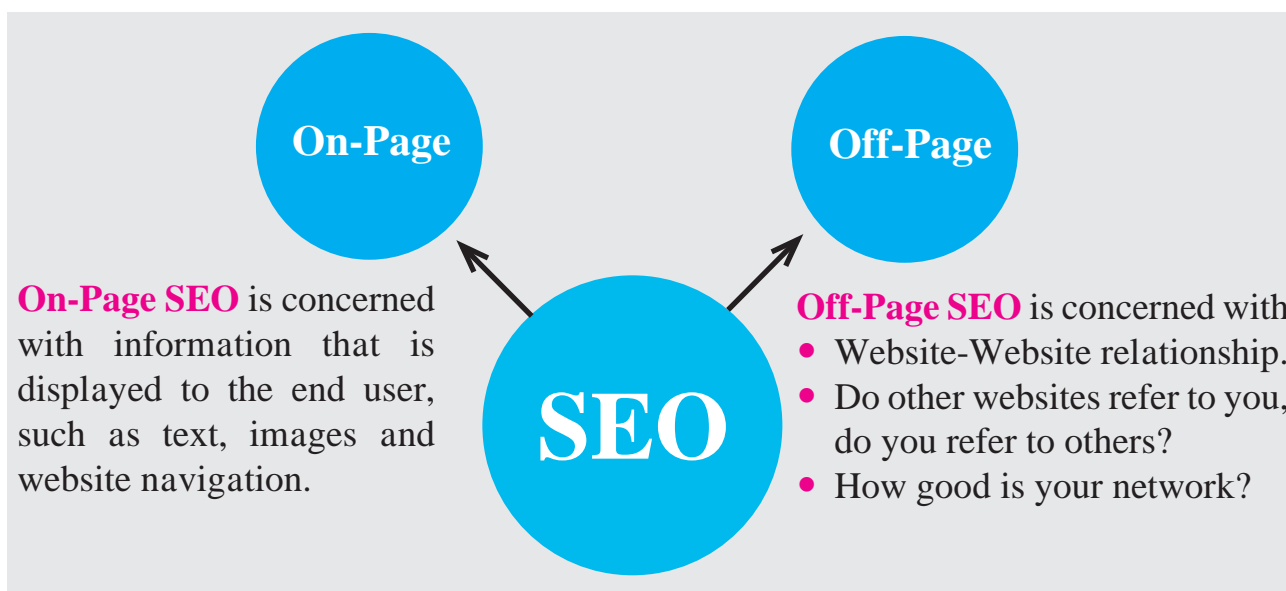 On-Page
Off-Page
On-Page SEO is concerned
with information that is
displayed to the end user,
such as text, images and
website navigation.
SEO
Off-Page SEO is concerned with
• Website-Website relationship.
• Do other websites refer to you,
do you refer to others?
• How good is your network?